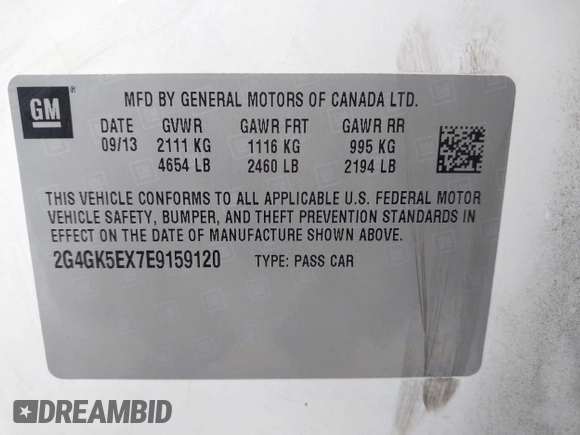 GM
®
MFD BY GENERAL MOTORS OF CANADA LTD.
DATE GVWR GAWR FRT GAWR RR
09/13 2111 KG 1116 KG 995 KG
4654 LB 2460 LB 2194 LB
THIS VEHICLE CONFORMS TO ALL APPLICABLE U.S. FEDERAL MOTOR
VEHICLE SAFETY, BUMPER, AND THEFT PREVENTION STANDARDS IN
EFFECT ON THE DATE OF MANUFACTURE SHOWN ABOVE.
2G4GK5EX7E9159120 TYPE: PASS CAR
DREAMBID